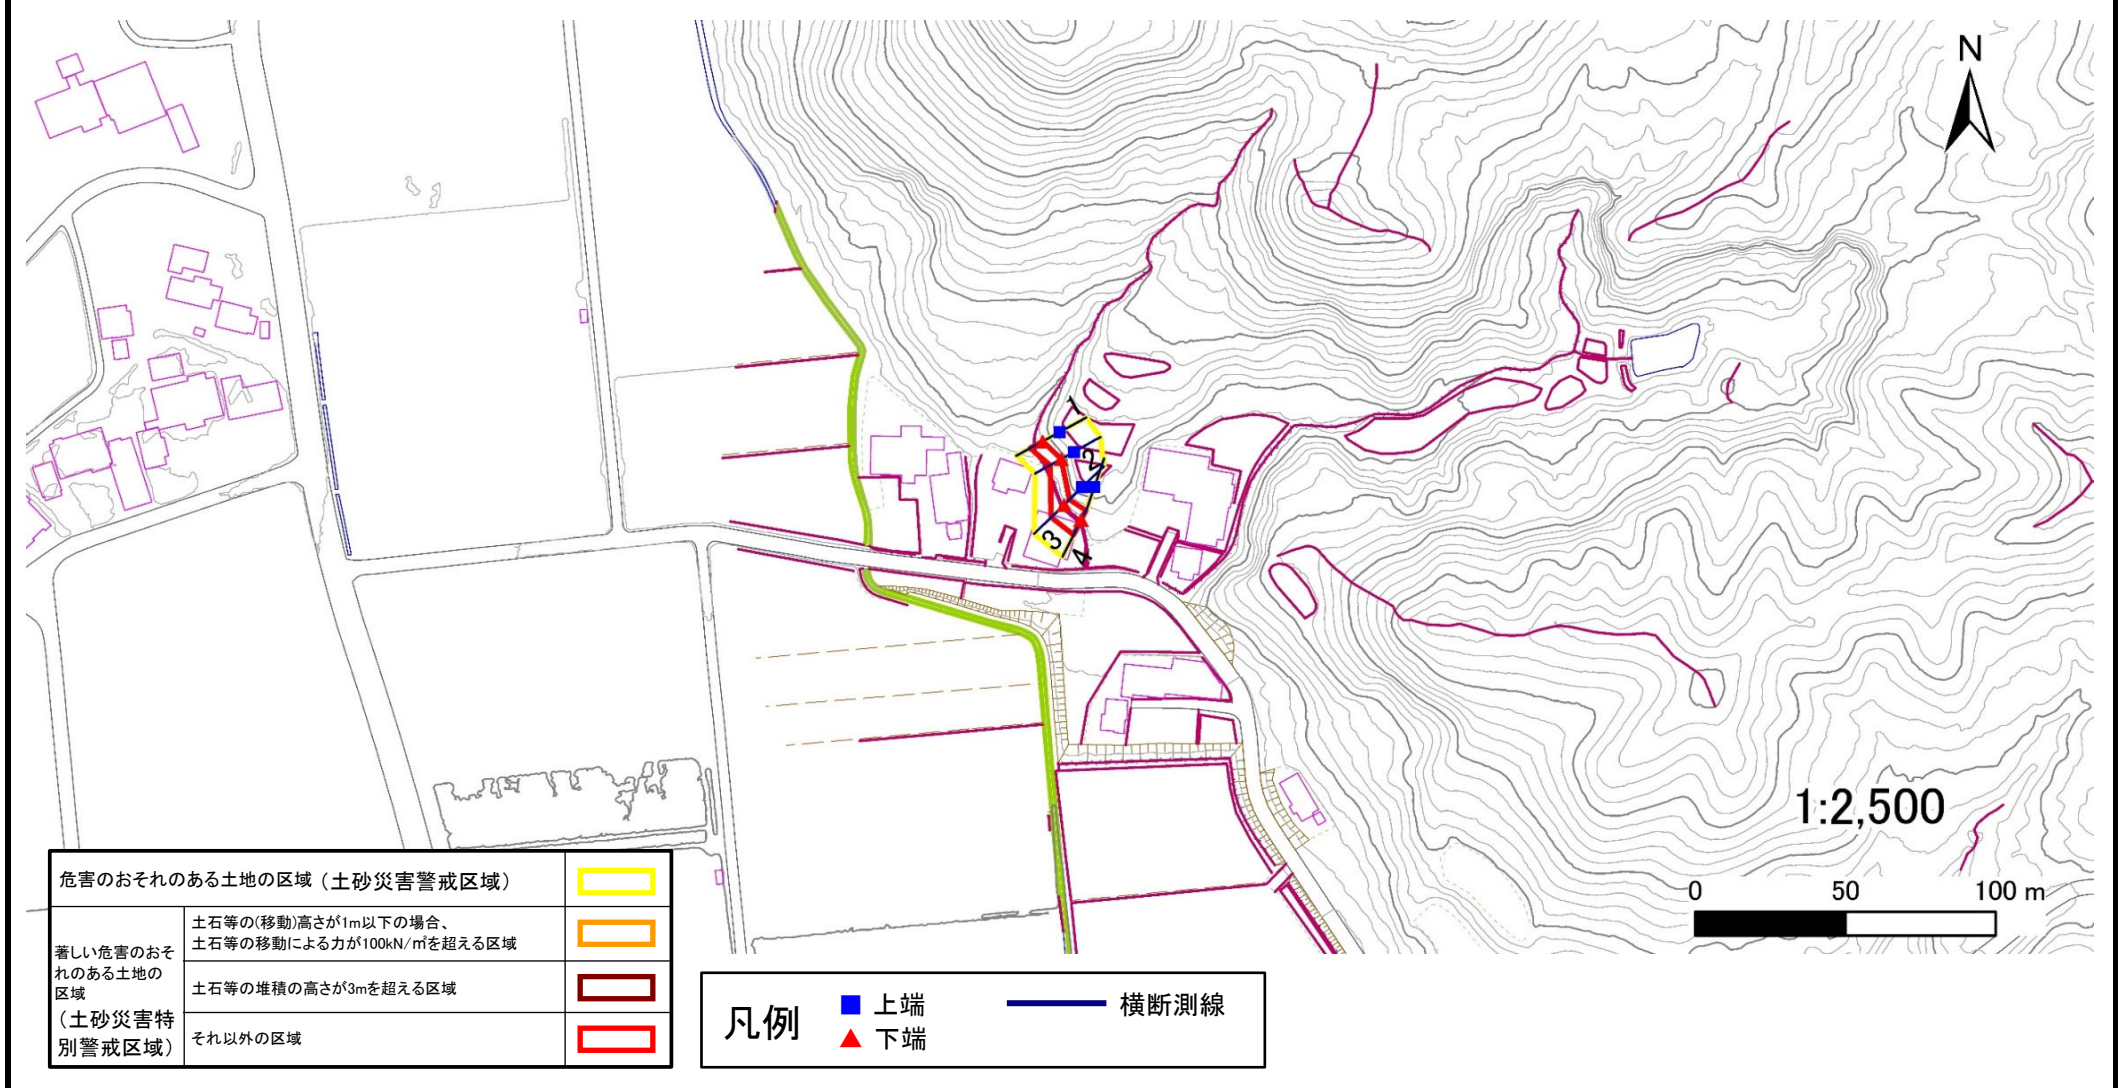 N
1
2
3
4
1:2,500
0 50 100 m
危害のおそれのある土地の区域（土砂災害警戒区域）
著しい危害のおそ
れのある土地の
区域
（土砂災害特
別警戒区域）
土石等の(移動)高さが1m以下の場合、
土石等の移動による力が100kN/㎡を超える区域
土石等の堆積の高さが3mを超える区域
それ以外の区域
凡例
上端
下端
横断測線